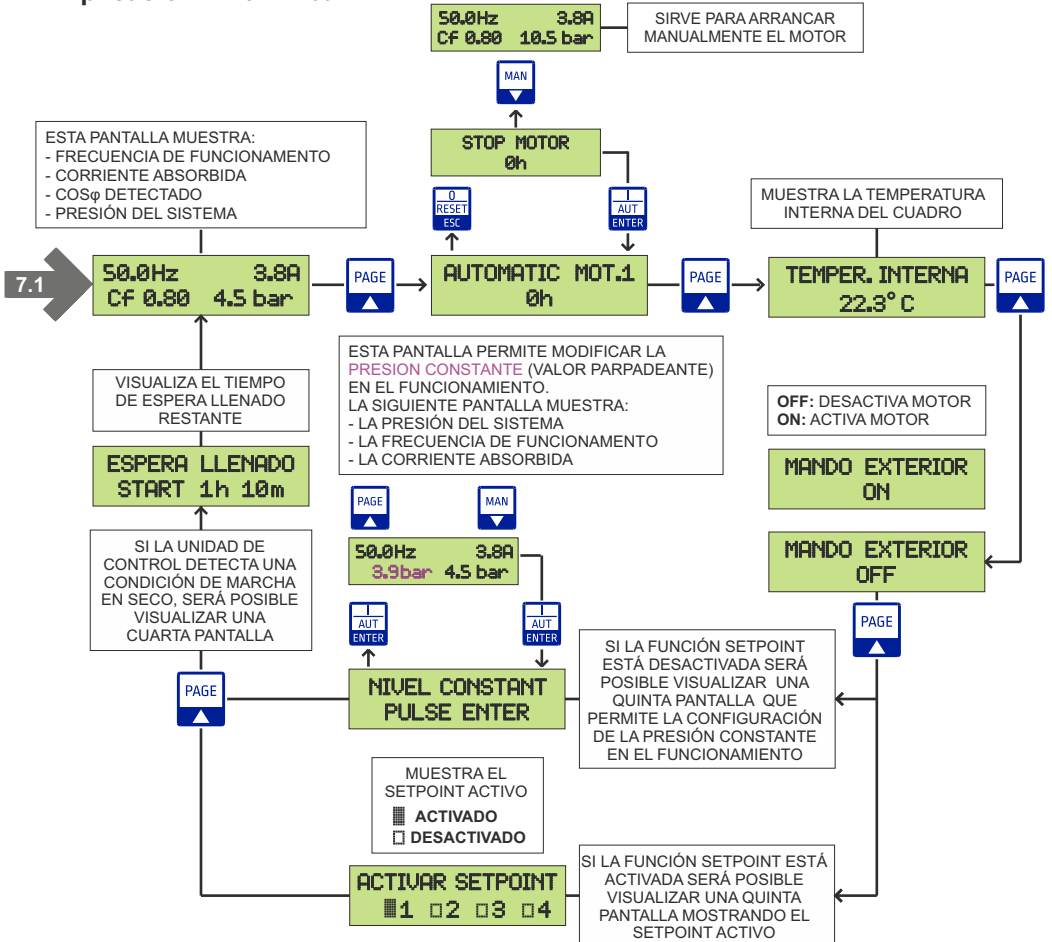 50.0Hz 3.8A
Cf 0.80 10.5 bar
SIRVE PARA ARRANCAR
MANUALMENTE EL MOTOR
MAN
STOP MOTOR
0h
ESTA PANTALLA MUESTRA:
- FRECUENCIA DE FUNCIONAMENTO
- CORRIENTE ABSORBIDA
- COSφ DETECTADO
- PRESIÓN DEL SISTEMA
0
RESET
ESC
I
AUT
ENTER
MUESTRA LA TEMPERATURA
INTERNA DEL CUADRO
7.1
50.0Hz 3.8A
Cf 0.80 4.5 bar
PAGE
AUTOMATIC MOT.1
0h
PAGE
TEMPER. INTERNA
22.3° C
PAGE
VISUALIZA EL TIEMPO
DE ESPERA LLENADO
RESTANTE
ESTA PANTALLA PERMITE MODIFICAR LA
PRESION CONSTANTE (VALOR PARPADEANTE)
EN EL FUNCIONAMIENTO.
LA SIGUIENTE PANTALLA MUESTRA:
- LA PRESIÓN DEL SISTEMA
- LA FRECUENCIA DE FUNCIONAMENTO
- LA CORRIENTE ABSORBIDA
OFF: DESACTIVA MOTOR
ON: ACTIVA MOTOR
ESPERA LLENADO
START 1h 10m
MANDO EXTERIOR
ON
PAGE
MAN
50.0Hz 3.8A
3.9bar 4.5 bar
MANDO EXTERIOR
OFF
SI LA UNIDAD DE
CONTROL DETECTA UNA
CONDICIÓN DE MARCHA
EN SECO, SERÁ POSIBLE
VISUALIZAR UNA
CUARTA PANTALLA
I
AUT
ENTER
I
AUT
ENTER
PAGE
SI LA FUNCIÓN SETPOINT
ESTÁ DESACTIVADA SERÁ
POSIBLE VISUALIZAR UNA
QUINTA PANTALLA QUE
PERMITE LA CONFIGURACIÓN
DE LA PRESIÓN CONSTANTE
EN EL FUNCIONAMIENTO
PAGE
NIVEL CONSTANT
PULSE ENTER
MUESTRA EL
SETPOINT ACTIVO
ACTIVADO
DESACTIVADO
ACTIVAR SETPOINT
1 2 3 4
SI LA FUNCIÓN SETPOINT ESTÁ
ACTIVADA SERÁ POSIBLE
VISUALIZAR UNA QUINTA
PANTALLA MOSTRANDO EL
SETPOINT ACTIVO